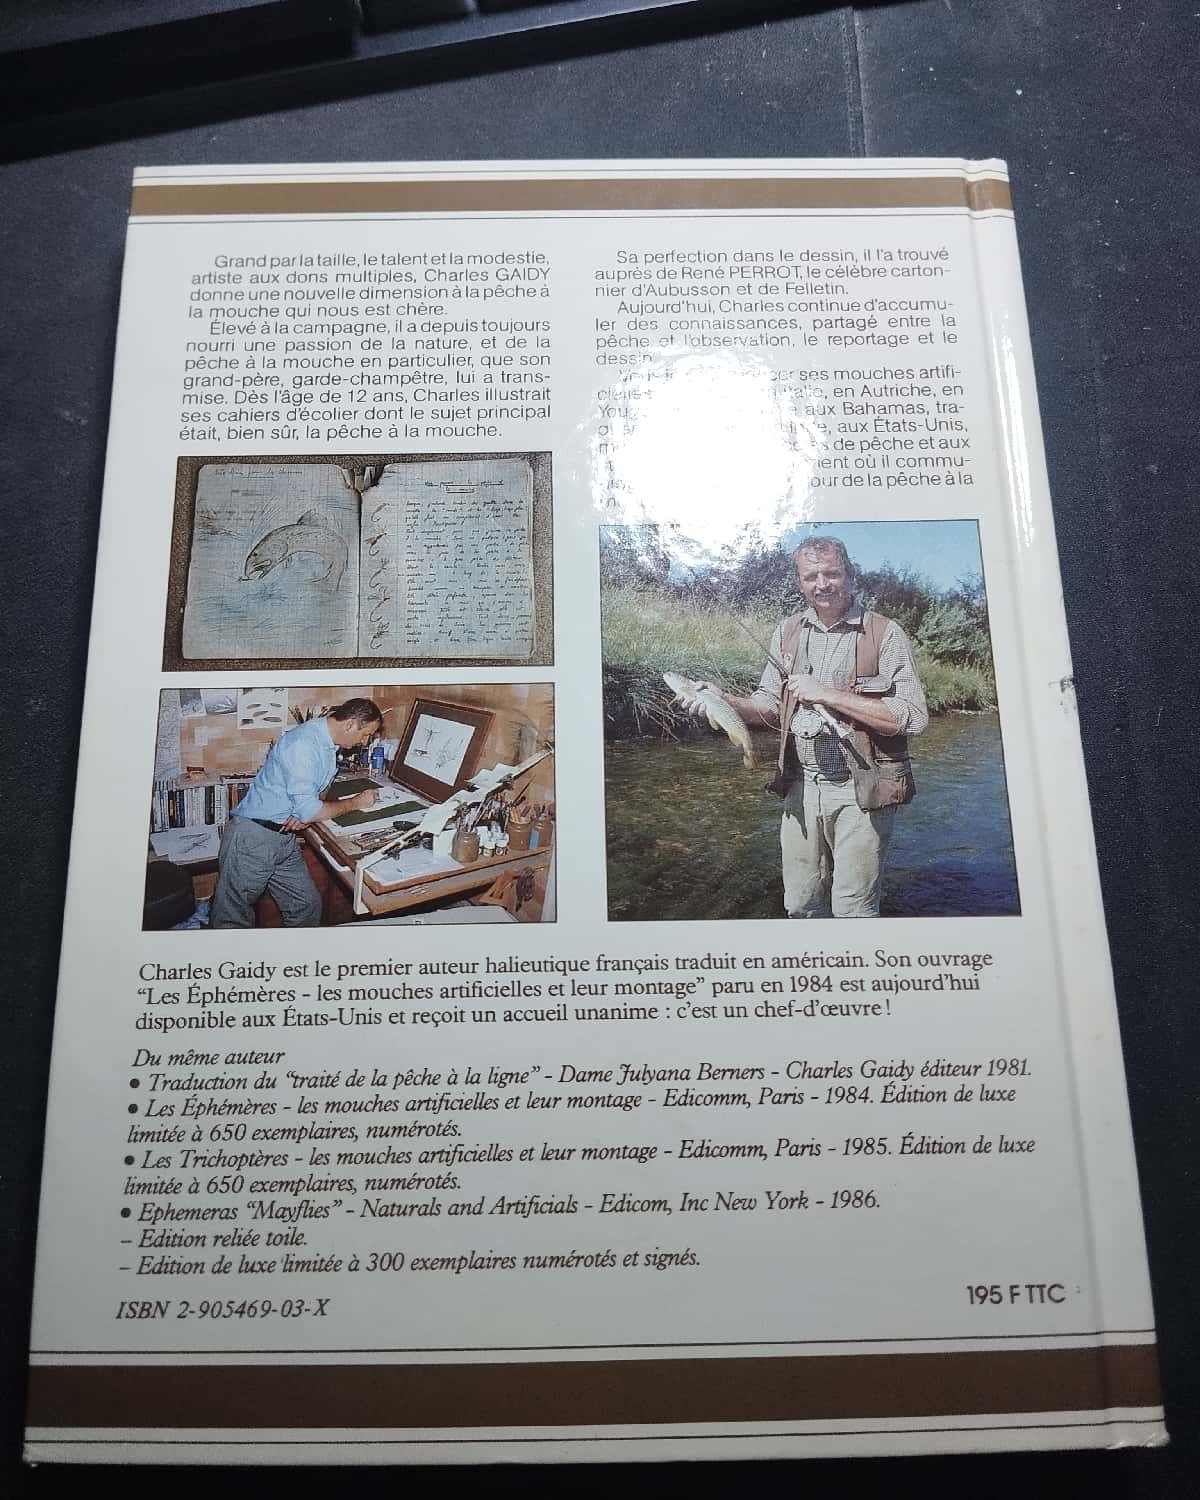 Grand par la taille, le talent et la modestie,
artiste aux dons multiples, Charles GAIDY
donne une nouvelle dimension à la pêche à
la mouche qui nous est chère.
Élevé à la campagne, il a depuis toujours
nourri une passion de la nature, et de la
pêche à la mouche en particulier, que son
grand-père, garde-champêtre, lui a trans-
mise. Dès l'âge de 12 ans, Charles illustrait
ses cahiers d'écolier dont le sujet principal
était, bien sûr, la pêche à la mouche.
Sa perfection dans le dessin, il l'a trouvé
auprès de René PERROT, le célèbre carton-
nier d'Aubusson et de Felletin.
Aujourd'hui, Charles continue d'accumu-
ler des connaissances, partagé entre la
pêche et l'observation, le reportage et le
dessin.
ses mouches artifi-
en Autriche, en
aux Bahamas, tra-
aux États-Unis,
de pêche et aux
où il commu-
de la pêche à la
Charles Gaidy est le premier auteur halieutique français traduit en américain. Son ouvrage
“Les Éphémères - les mouches artificielles et leur montage” paru en 1984 est aujourd'hui
disponible aux États-Unis et reçoit un accueil unanime : c'est un chef-d'œuvre !
Du même auteur
● Traduction du “traité de la pêche à la ligne” - Dame Julyana Berners - Charles Gaidy éditeur 1981.
● Les Éphémères - les mouches artificielles et leur montage - Edicomm, Paris - 1984. Édition de luxe
limitée à 650 exemplaires, numérotés.
● Les Trichoptères - les mouches artificielles et leur montage - Edicomm, Paris - 1985. Édition de luxe
limitée à 650 exemplaires, numérotés.
● Ephemeras “Mayflies” - Naturals and Artificials - Edicom, Inc New York - 1986.
– Edition reliée toile.
– Edition de luxe limitée à 300 exemplaires numérotés et signés.
ISBN 2-905469-03-X
195 F TTC